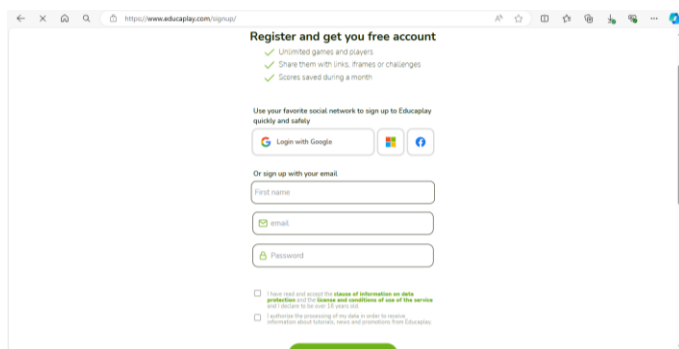 https://www.educaplay.com/signup/
Register and get you free account
Unlimited games and players
Share them with links, iframes or challenges
Scores saved during a month
Use your favorite social network to sign up to Educaplay
quickly and safely
Login with Google
Or sign up with your email
First name
email
Password
I have read and accept the clause of information on data
protection and the license and conditions of use of the service
and I declare to be over 18 years old
I authorise the processing of my data in order to receive
information about tutorials, news and promotions from Educaplay